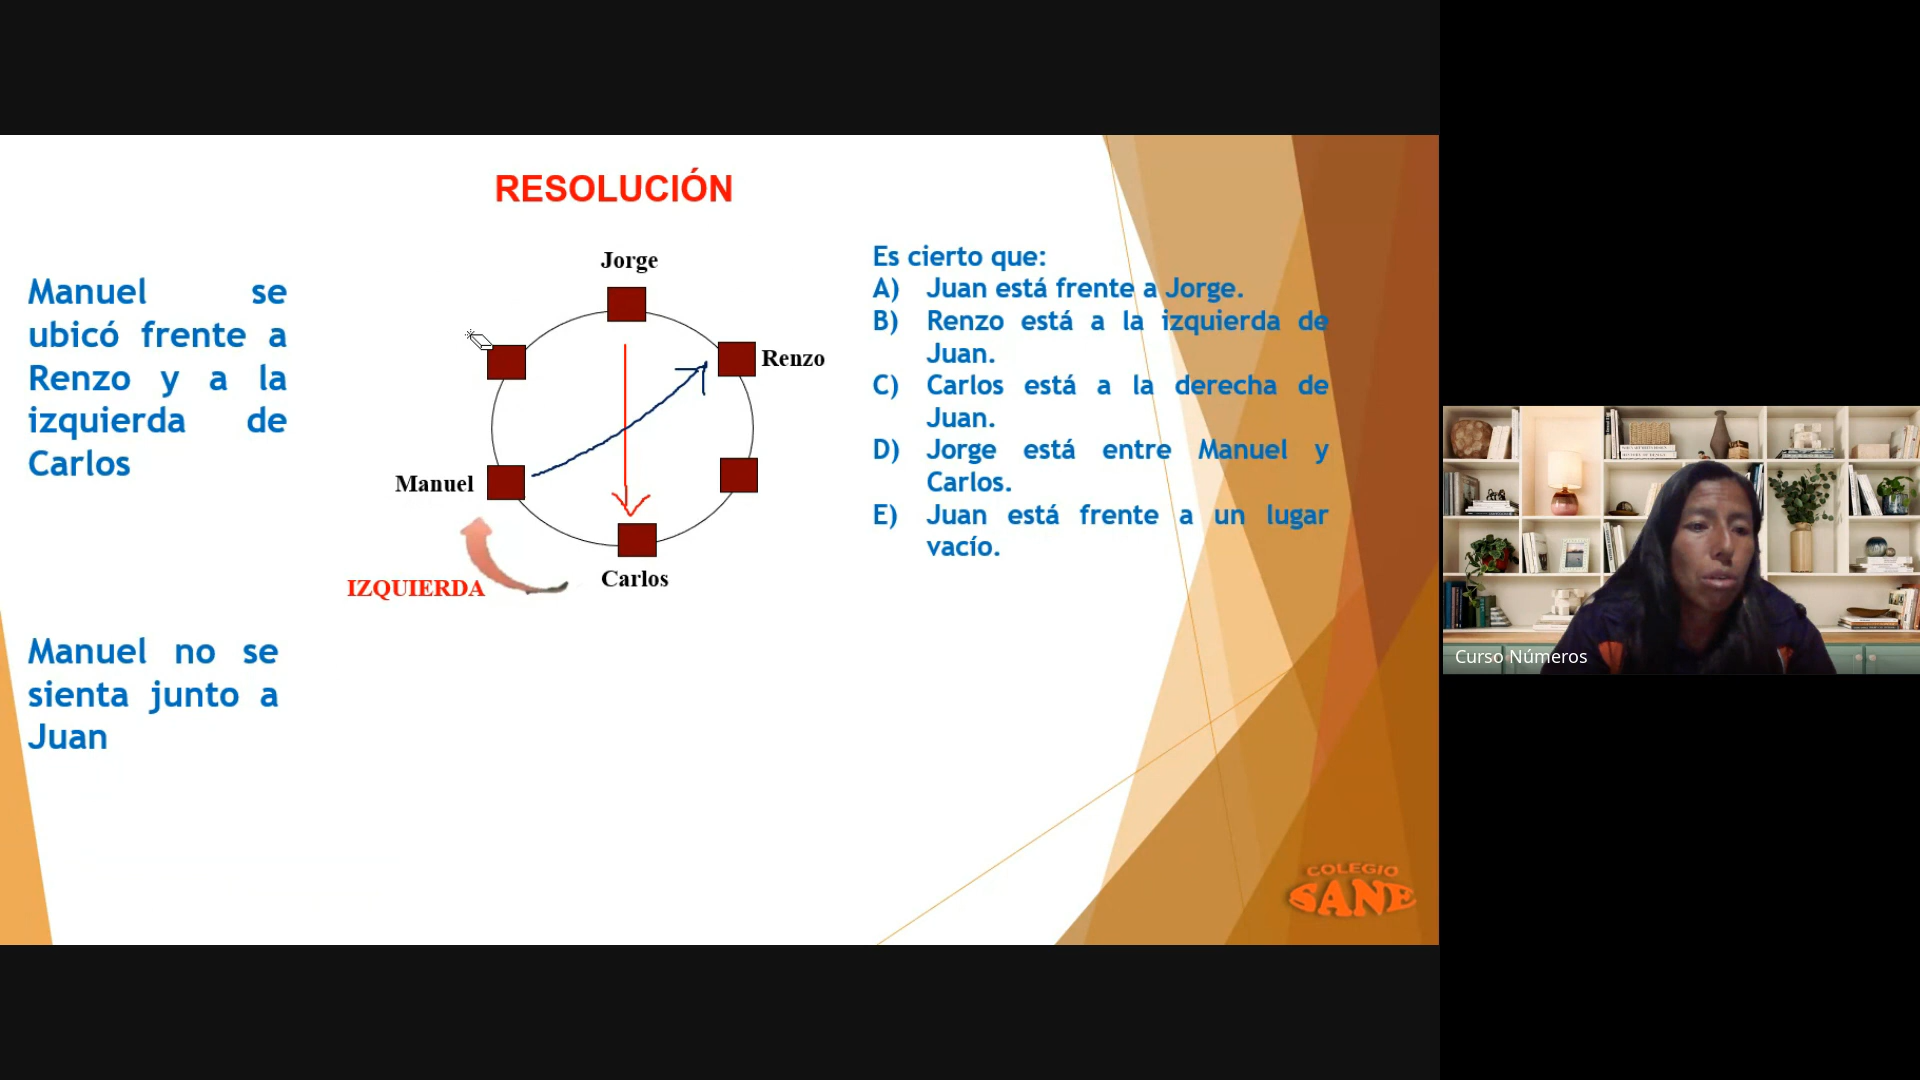 RESOLUCIÓN
Manuel se
ubicó frente a
Renzo y a la
izquierda de
Carlos
Manuel no se
sienta junto a
Juan
Jorge
Renzo
Manuel
Carlos
IZQUIERDA
Es cierto que:
A) Juan está frente a Jorge.
B) Renzo está a la izquierda de
Juan.
C) Carlos está a la derecha de
Juan.
D) Jorge está entre Manuel y
Carlos.
E) Juan está frente a un lugar
vacío.
COLEGIO
SANE
Curso Números